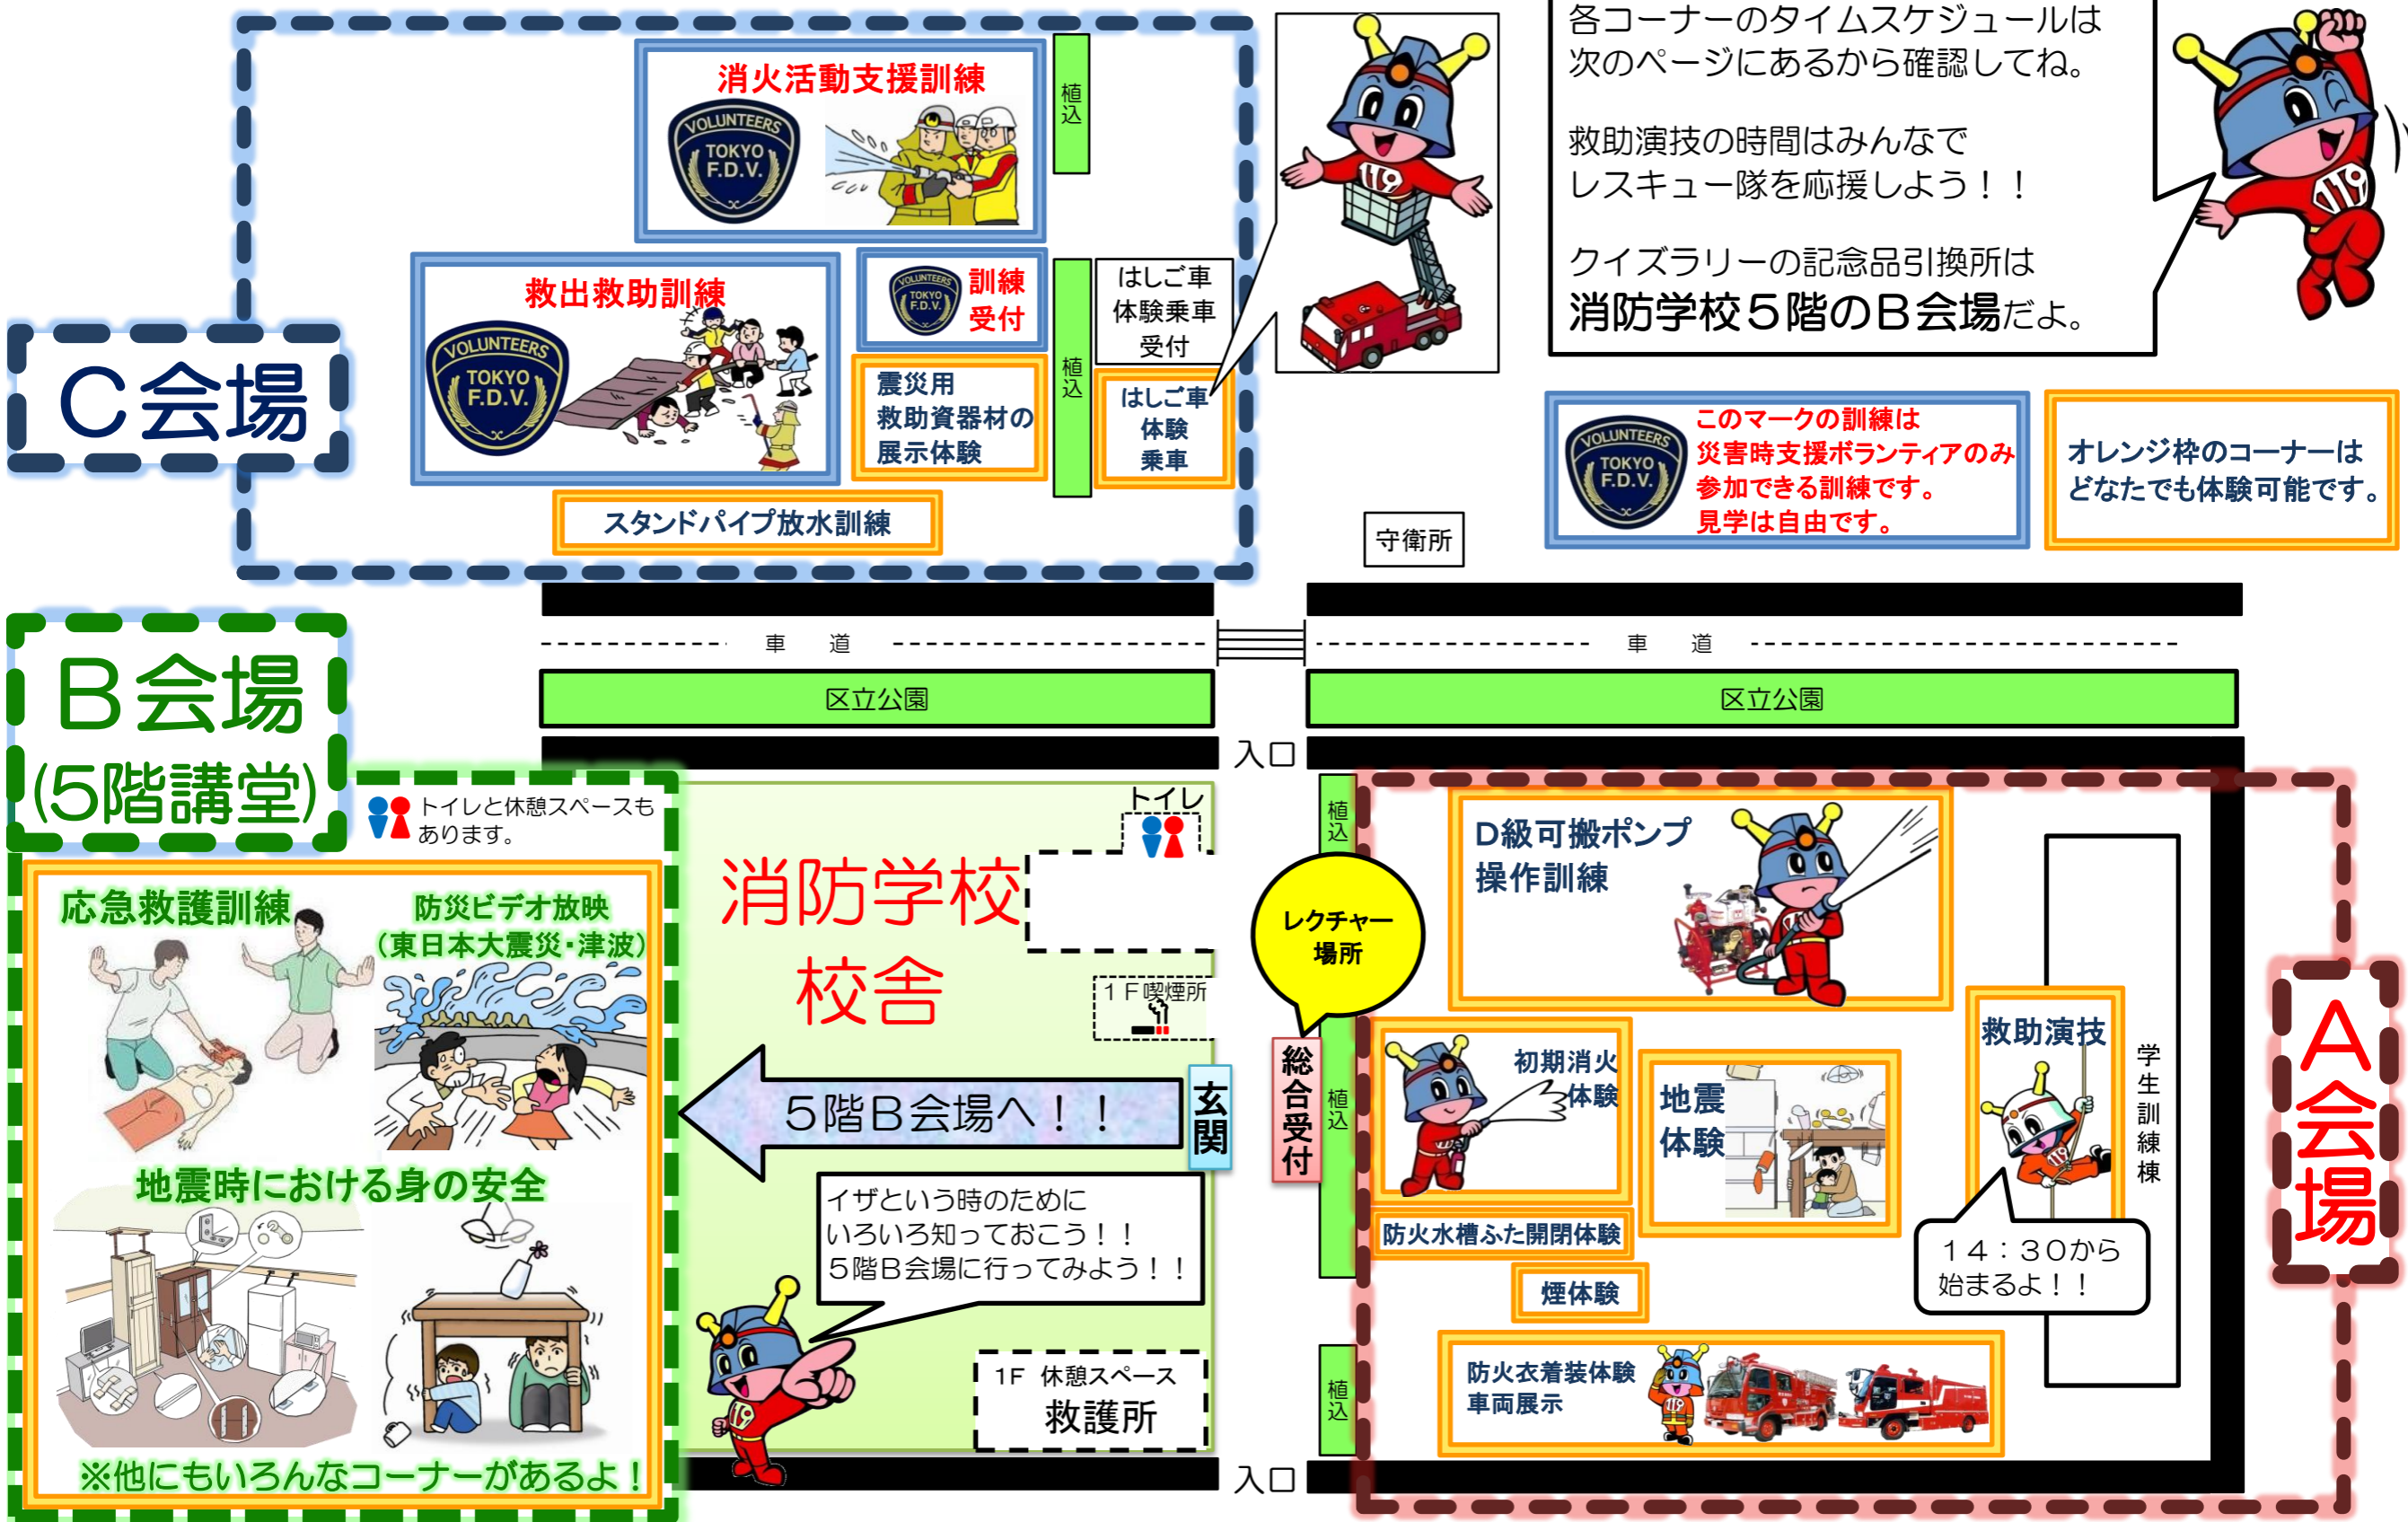 各コーナーのタイムスケジュールは
次のページにあるから確認してね。
救助演技の時間はみんなで
レスキュー隊を応援しよう！！
クイズラリーの記念品引換所は
消防学校５階のＢ会場だよ。
消火活動支援訓練
VOLUNTEERS
TOKYO
F.D.V.
植込
119
119
救出救助訓練
VOLUNTEERS
TOKYO
F.D.V.
VOLUNTEERS
TOKYO
F.D.V.
訓練
受付
はしご車
体験乗車
受付
植込
震災用
救助資器材の
展示体験
はしご車
体験
乗車
スタンドパイプ放水訓練
Ｃ会場
VOLUNTEERS
TOKYO
F.D.V.
このマークの訓練は
災害時支援ボランティアのみ
参加できる訓練です。
見学は自由です。
オレンジ枠のコーナーは
どなたでも体験可能です。
守衛所
車　道
車　道
区立公園
区立公園
入口
Ｂ会場
(５階講堂)
トイレと休憩スペースも
あります。
応急救護訓練
防災ビデオ放映
（東日本大震災・津波）
地震時における身の安全
※他にもいろんなコーナーがあるよ！
消防学校
校舎
トイレ
１Ｆ喫煙所
５階Ｂ会場へ！！
玄関
イザという時のために
いろいろ知っておこう！！
５階Ｂ会場に行ってみよう！！
119
1F 休憩スペース
救護所
入口
植込
レクチャー
場所
総合受付
植込
植込
Ｄ級可搬ポンプ
操作訓練
119
初期消火
体験
119
地震
体験
救助演技
119
学生訓練棟
１４：３０から
始まるよ！！
防火水槽ふた開閉体験
煙体験
防火衣着装体験
車両展示
119
Ａ会場